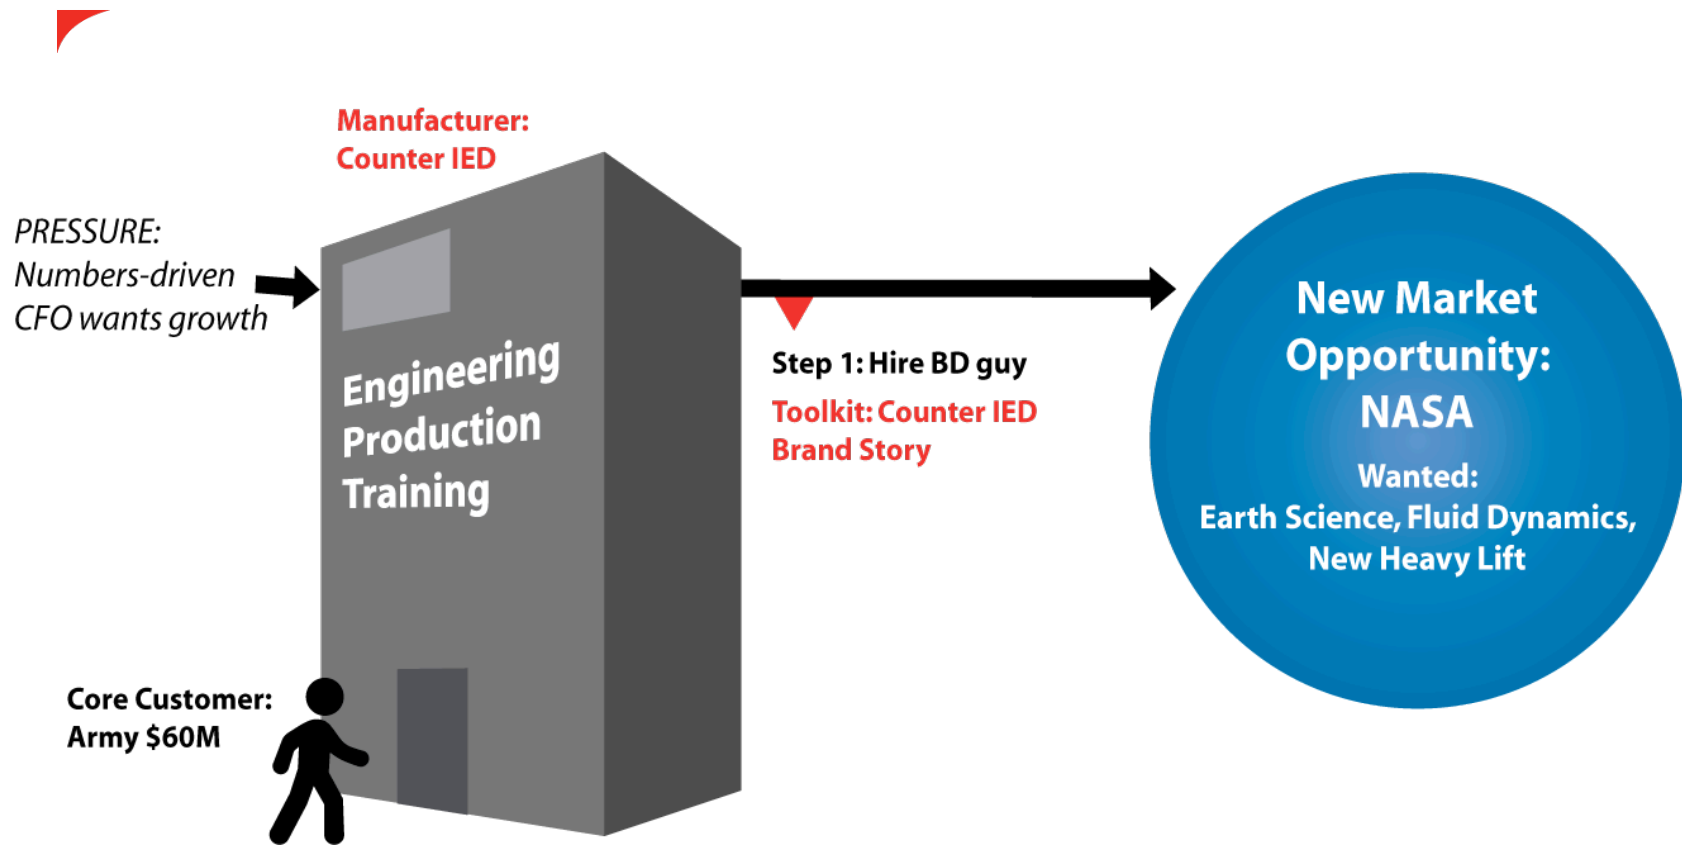 Manufacturer:
Counter IED
PRESSURE:
Numbers-driven
CFO wants growth
Engineering
Production
Training
Core Customer:
Army $60M
Step 1: Hire BD guy
Toolkit: Counter IED
Brand Story
New Market
Opportunity:
NASA
Wanted:
Earth Science, Fluid Dynamics,
New Heavy Lift